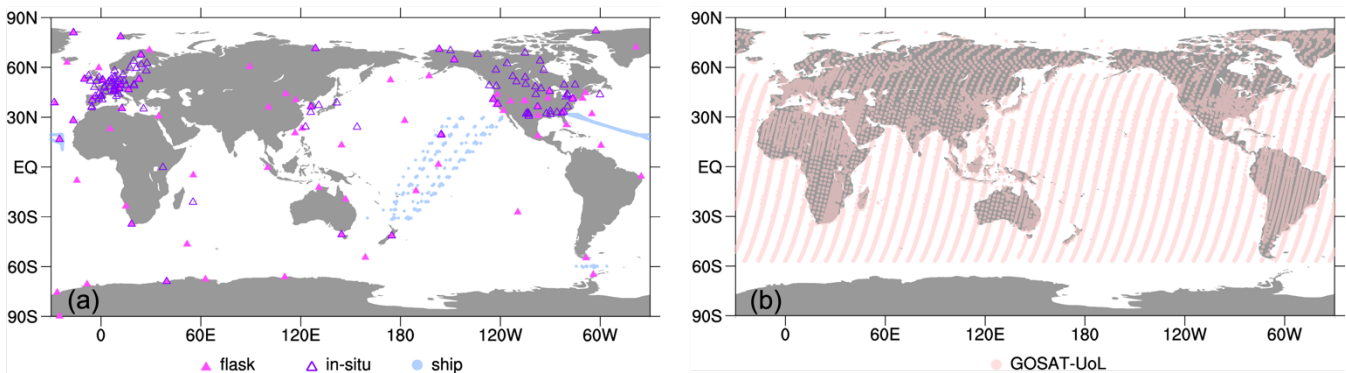 90N 90N
60N 60N
30N 30N
EQ EQ
30S 30S
60S 60S
(a) (b)
90S 90S
0 60E 120E 180 120W 60W 0 60E 120E 180 120W 60W
flask in-situ ship GOSAT-UoL